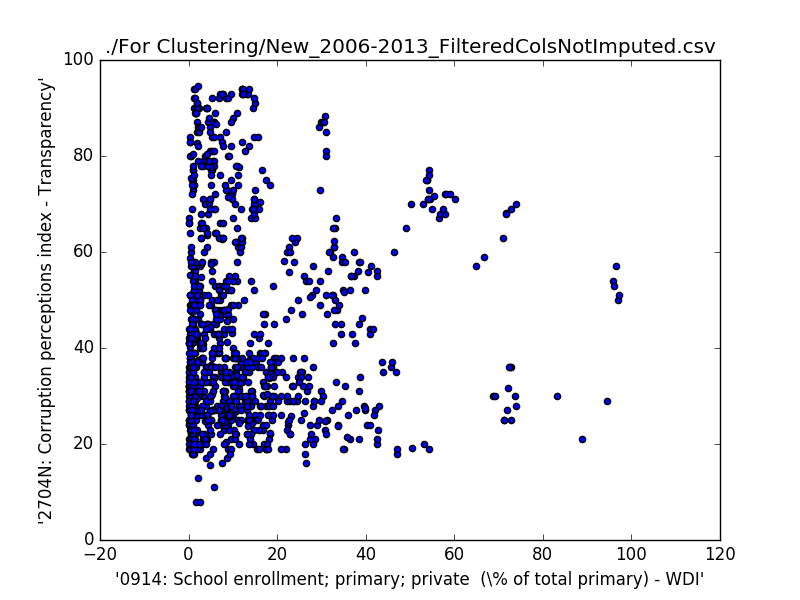 ./For Clustering/New_2006-2013_FilteredColsNotImputed.csv
100
80
60
40
20
0
'2704N: Corruption perceptions index - Transparency'
−20 0 20 40 60 80 100 120
'0914: School enrollment; primary; private  (\% of total primary) - WDI'